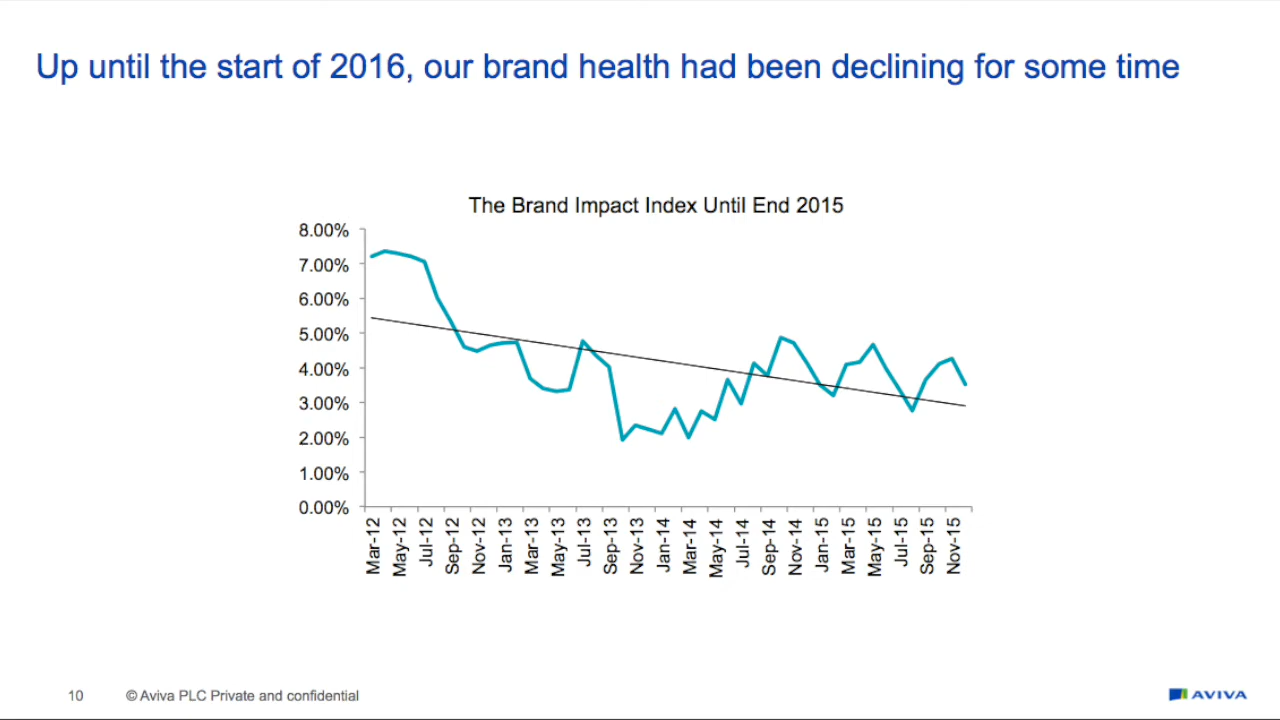 Up until the start of 2016, our brand health had been declining for some time
The Brand Impact Index Until End 2015
8.00%
7.00%
6.00%
5.00%
4.00%
3.00%
2.00%
1.00%
0.00%
Mar-12
May-12
Jul-12
Sep-12
Nov-12
Jan-13
Mar-13
May-13
Jul-13
Sep-13
Nov-13
Jan-14
Mar-14
May-14
Jul-14
Sep-14
Nov-14
Jan-15
Mar-15
May-15
Jul-15
Sep-15
Nov-15
10 © Aviva PLC Private and confidential
AVIVA